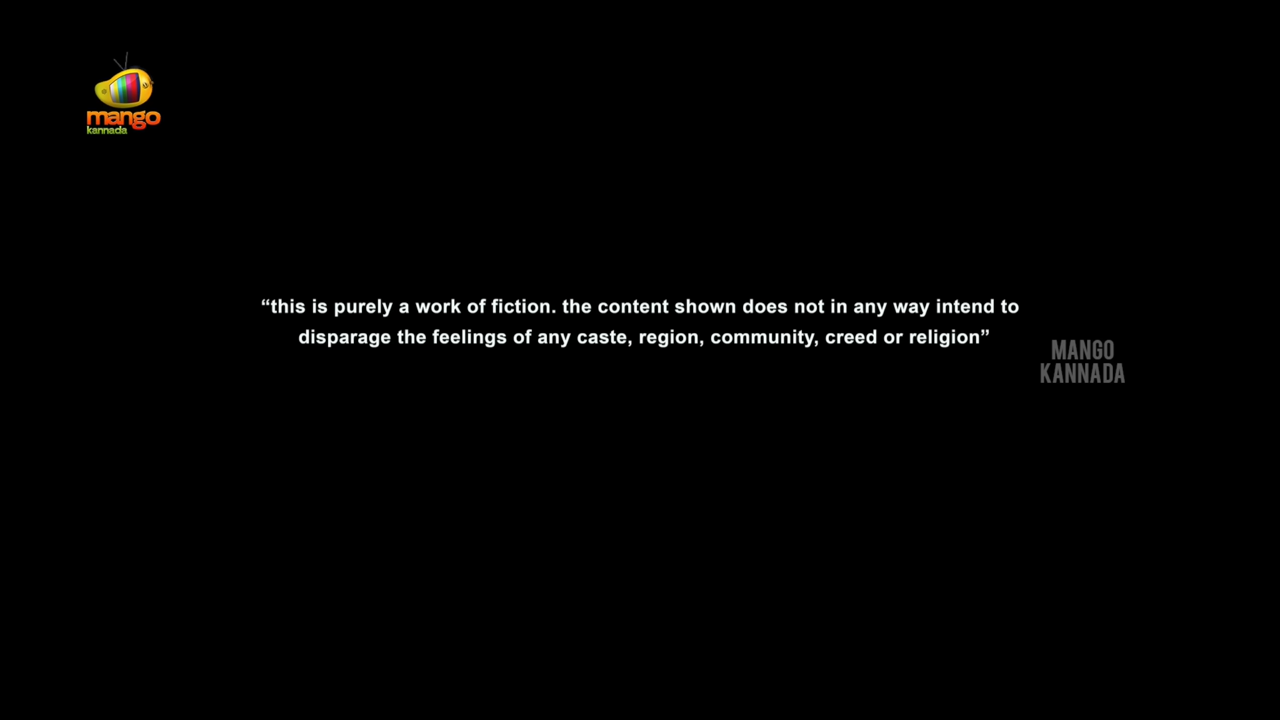 mango
kannada
“this is purely a work of fiction. the content shown does not in any way intend to
disparage the feelings of any caste, region, community, creed or religion”
MANGO
KANNADA